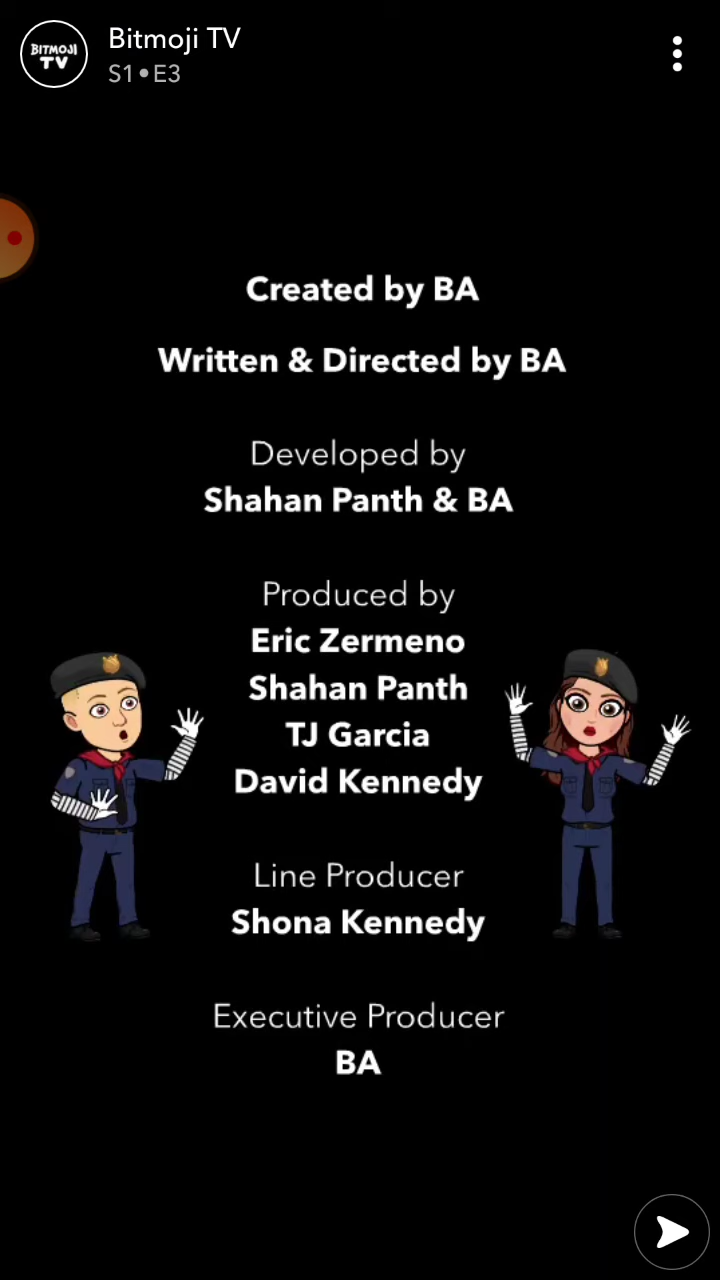 BITMOJI
TV
Bitmoji TV
S1•E3
Created by BA
Written & Directed by BA
Developed by
Shahan Panth & BA
Produced by
Eric Zermeno
Shahan Panth
TJ Garcia
David Kennedy
Line Producer
Shona Kennedy
Executive Producer
BA